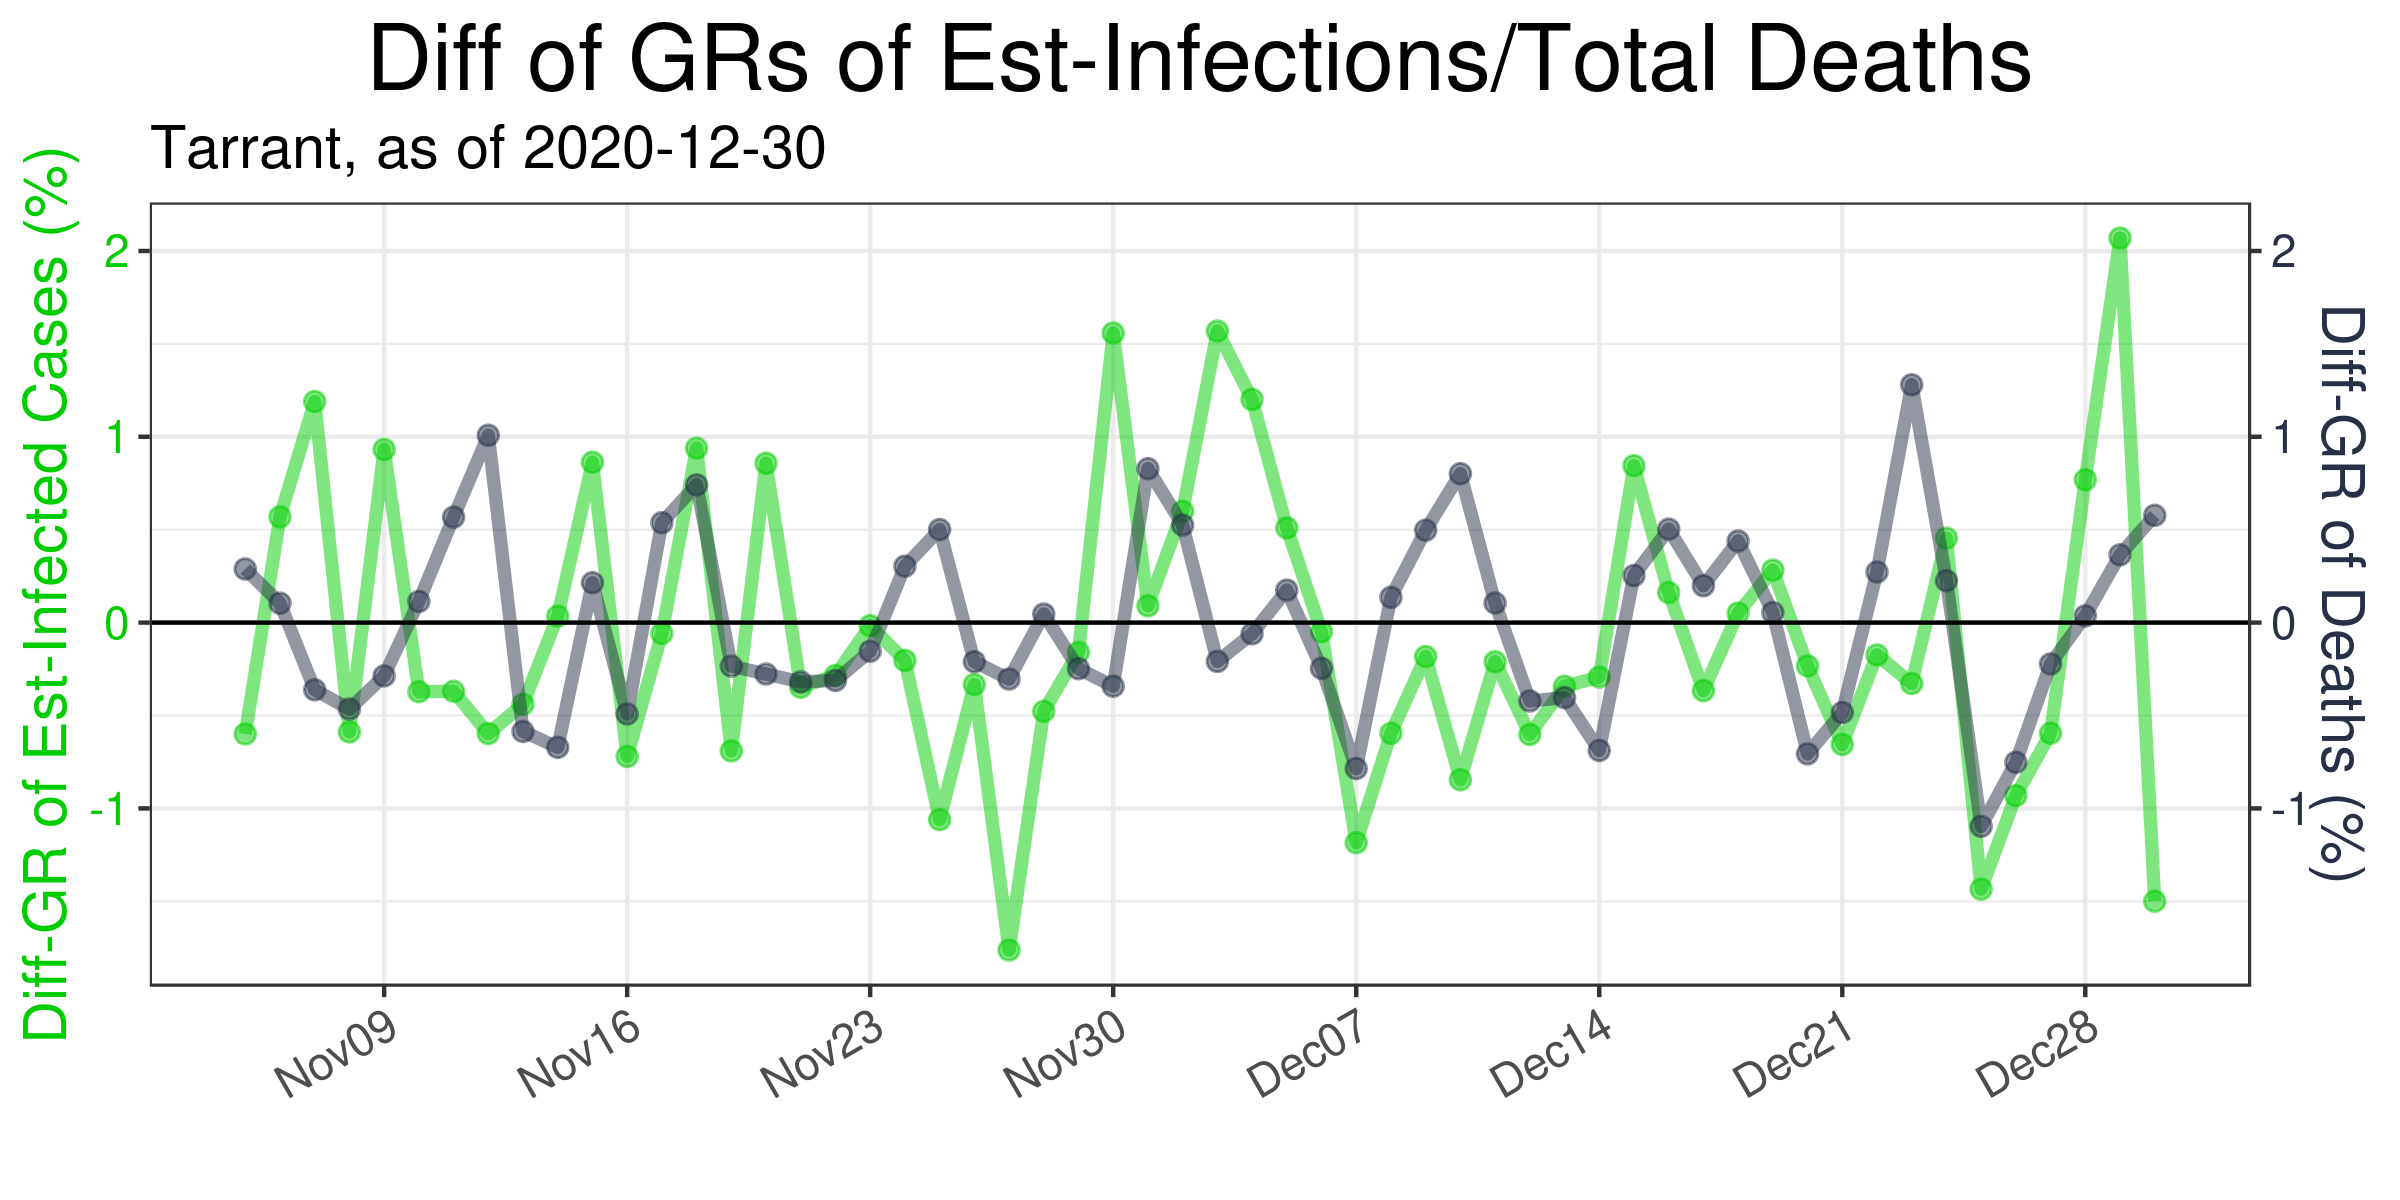 Diff of GRs of Est-Infections/Total Deaths
Tarrant, as of 2020-12-30
Diff-GR of Est-Infected Cases (%)
2
1
0
-1
2
1
0
-1
Diff-GR of Deaths (%)
Nov09 Nov16 Nov23 Nov30 Dec07 Dec14 Dec21 Dec28